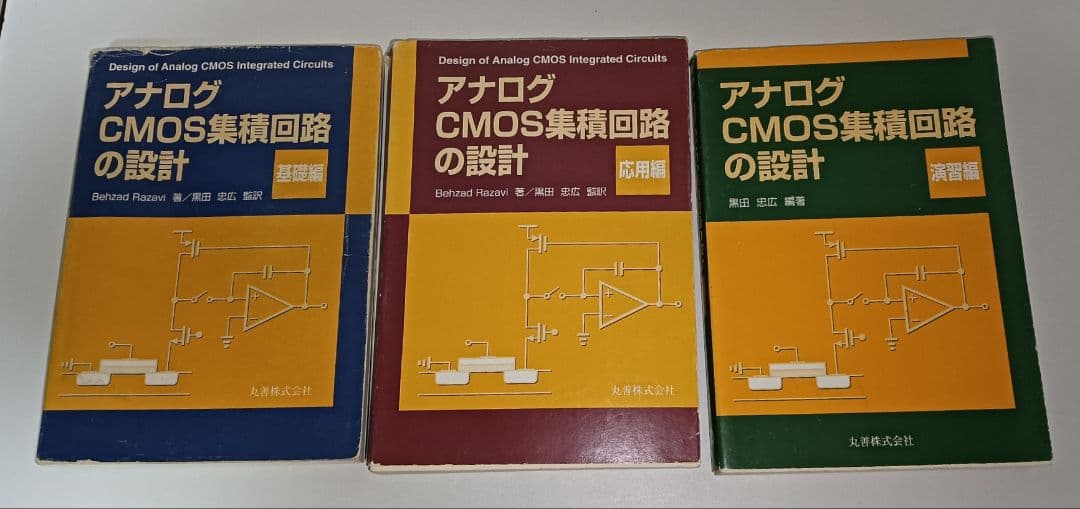 Design of Analog CMOS Integrated Circuits
アナログ
CMOS集積回路
の設計
基礎編
Behzad Razavi 著／黒田 忠広 監訳
丸善株式会社
Design of Analog CMOS Integrated Circuits
アナログ
CMOS集積回路
の設計
応用編
Behzad Razavi 著／黒田 忠広 監訳
丸善株式会社
アナログ
CMOS集積回路
の設計
演習編
黒田 忠広 編著
丸善株式会社